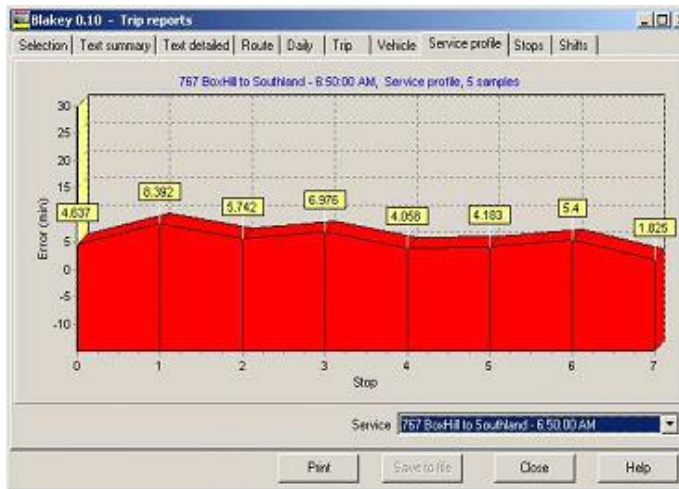 Blakey 0.10 - Trip reports
Selection Text summary Text detailed Route Daily Trip Vehicle Service profile Stops Shifts
767 BoxHill to Southland - 6:50:00 AM, Service profile, 5 samples
30
25
20
15
5
0
-5
-10
Error (min)
4.637 8.392 5.742 6.976 4.058 4.183 5.4 1.825
0 1 2 3 4 5 6 7
Stop
Service 767 BoxHill to Southland - 6:50:00 AM
Print Save to file Close Help